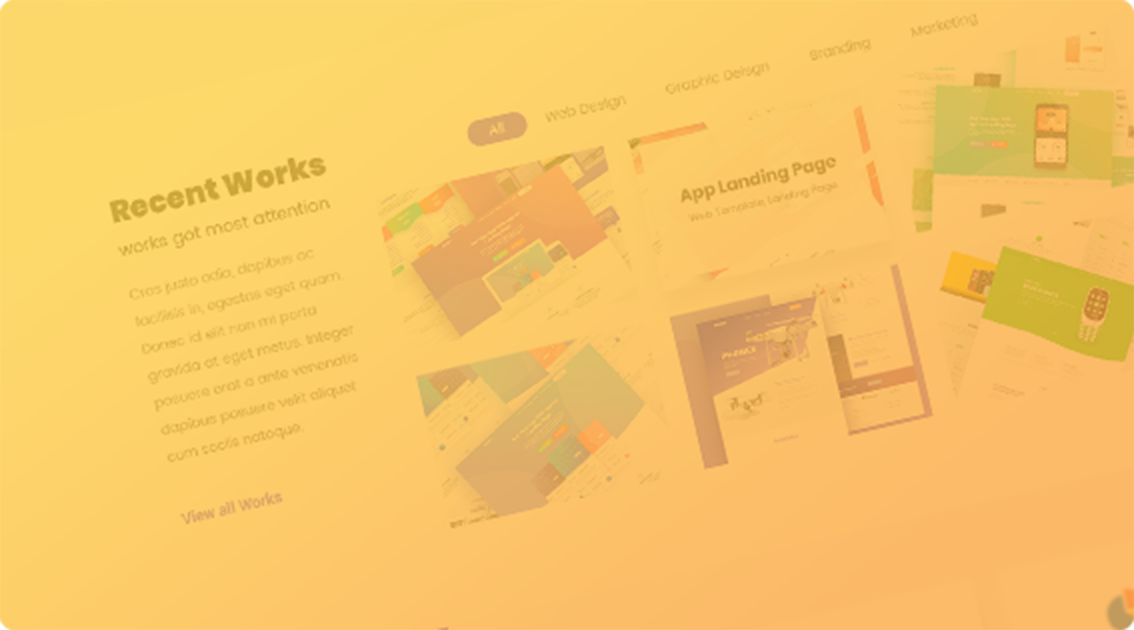 Marketing
Branding
Graphic Deisgn
Web Design
All
Recent Works
works got most attention
Cras justo odio, dapibus ac
facilisis in, egestas eget quam.
Donec id elit non mi porta
gravida at eget metus. Integer
posuere erat a ante venenatis
dapibus posuere velit aliquet
cum sociis natoque.
View all Works
App Landing Page
Web Template, Landing Page